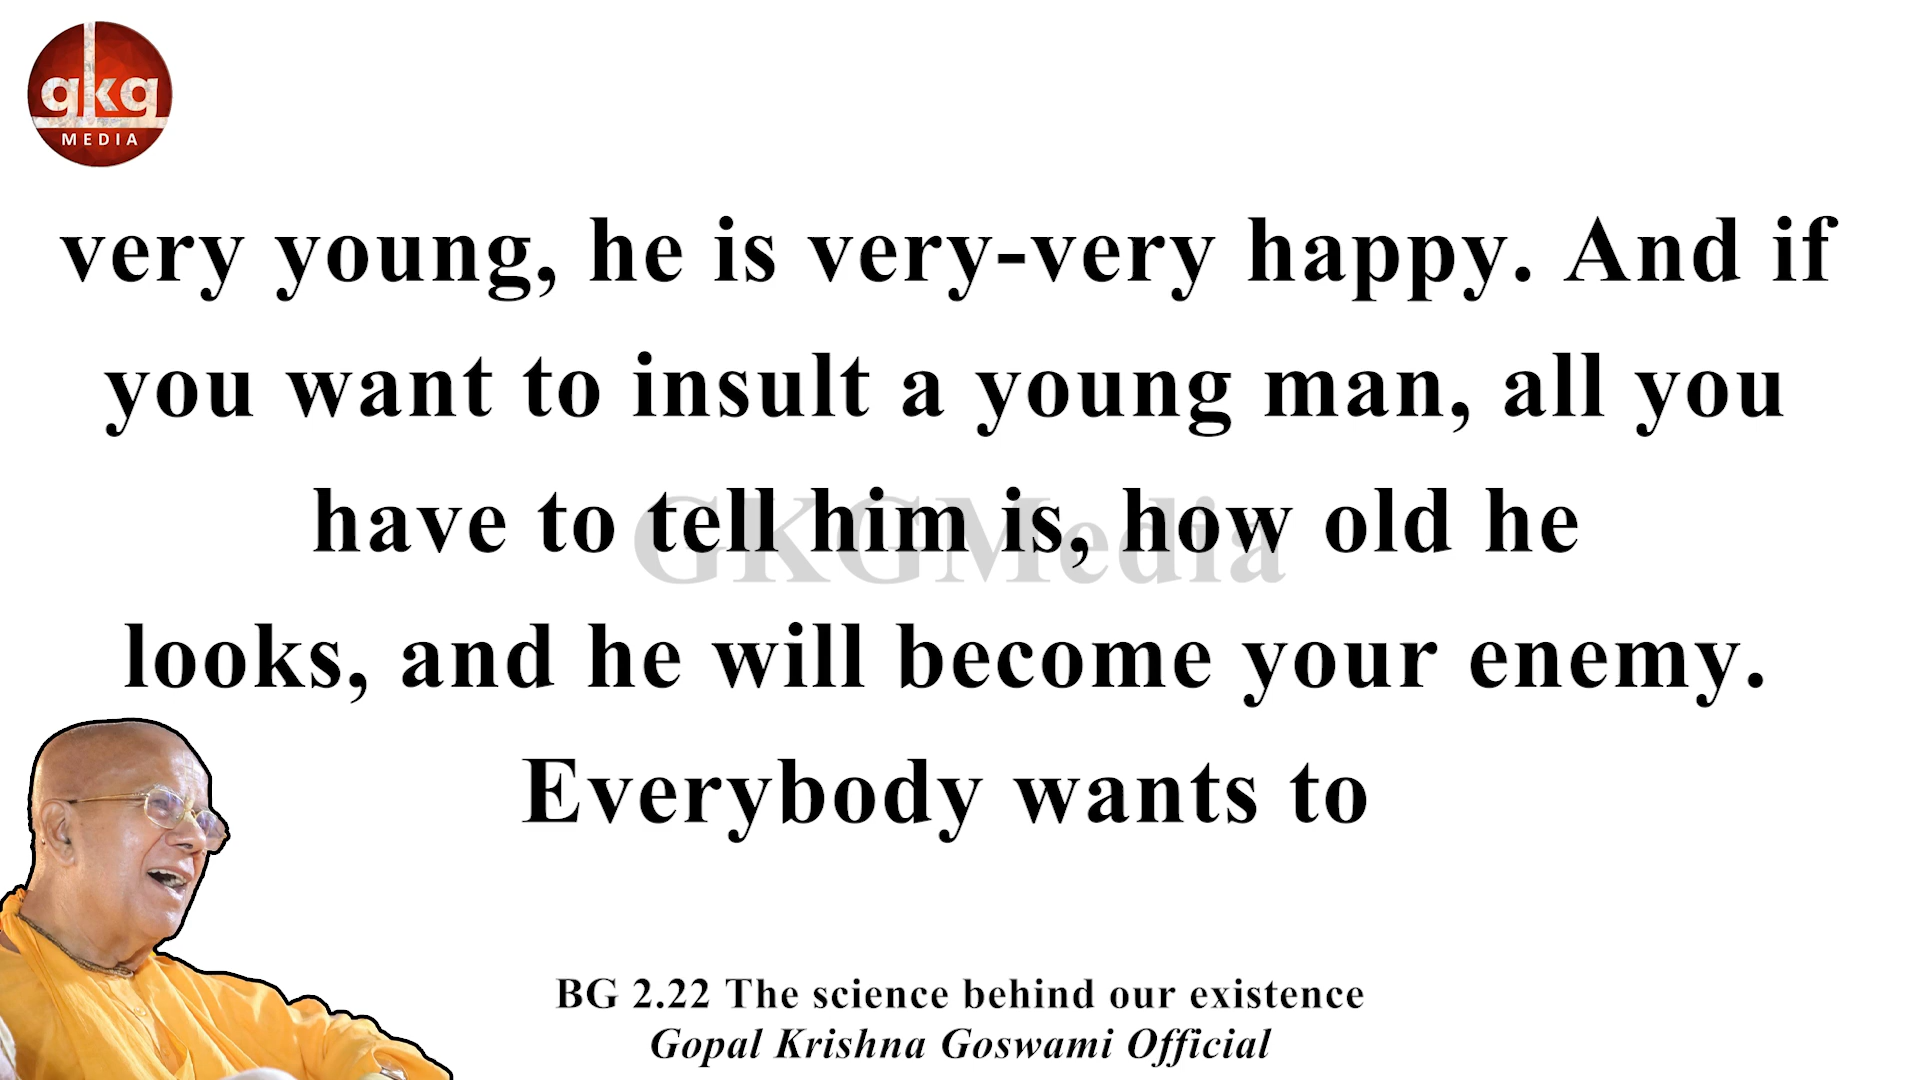 gkg
MEDIA
very young, he is very-very happy. And if
you want to insult a young man, all you
have to tell him is, how old he
looks, and he will become your enemy.
Everybody wants to
GKGMedia
BG 2.22 The science behind our existence
Gopal Krishna Goswami Official